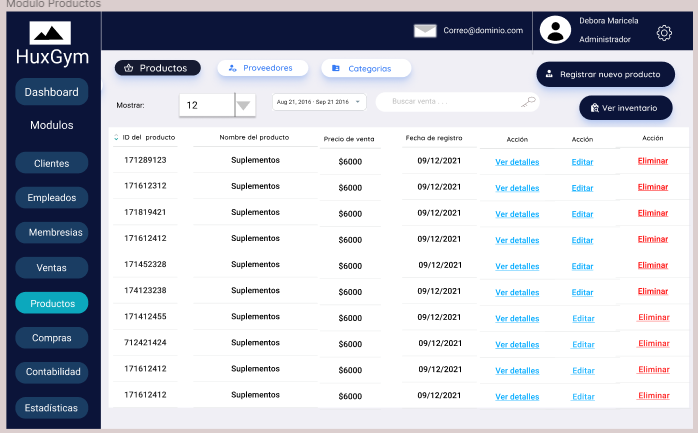 Modulo Productos
HuxGym
Correo@dominio.com
Debora Maricela
Administrador
Dashboard
Modulos
Clientes
Empleados
Membresias
Ventas
Productos
Compras
Contabilidad
Estadísticas
Productos
Proveedores
Categorias
Registrar nuevo producto
Mostrar:
12
Aug 21, 2016 - Sep 21 2016
Buscar venta . . .
Ver inventario
ID del producto Nombre del producto Precio de venta Fecha de registro Acción Acción Acción
171289123 Suplementos $6000 09/12/2021 Ver detalles Editar Eliminar
171612312 Suplementos $6000 09/12/2021 Ver detalles Editar Eliminar
171819421 Suplementos $6000 09/12/2021 Ver detalles Editar Eliminar
171612412 Suplementos $6000 09/12/2021 Ver detalles Editar Eliminar
171452328 Suplementos $6000 09/12/2021 Ver detalles Editar Eliminar
174123238 Suplementos $6000 09/12/2021 Ver detalles Editar Eliminar
171412455 Suplementos $6000 09/12/2021 Ver detalles Editar Eliminar
712421424 Suplementos $6000 09/12/2021 Ver detalles Editar Eliminar
171612412 Suplementos $6000 09/12/2021 Ver detalles Editar Eliminar
171612412 Suplementos $6000 09/12/2021 Ver detalles Editar Eliminar